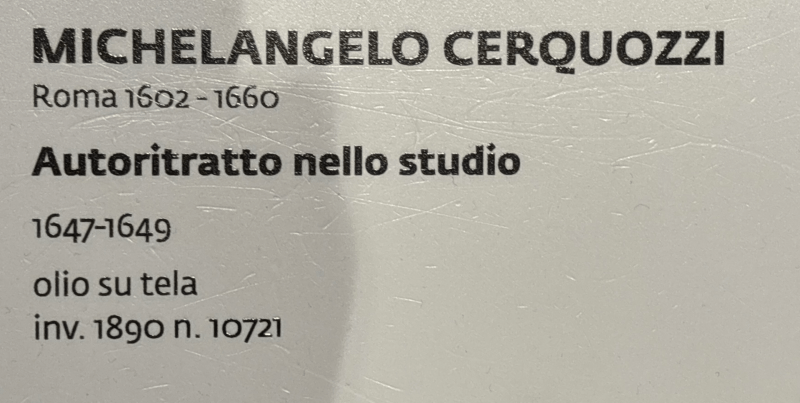 MICHELANGELO CERQUOZZI
Roma 1602 - 1660
Autoritratto nello studio
1647-1649
olio su tela
inv. 1890 n. 10721